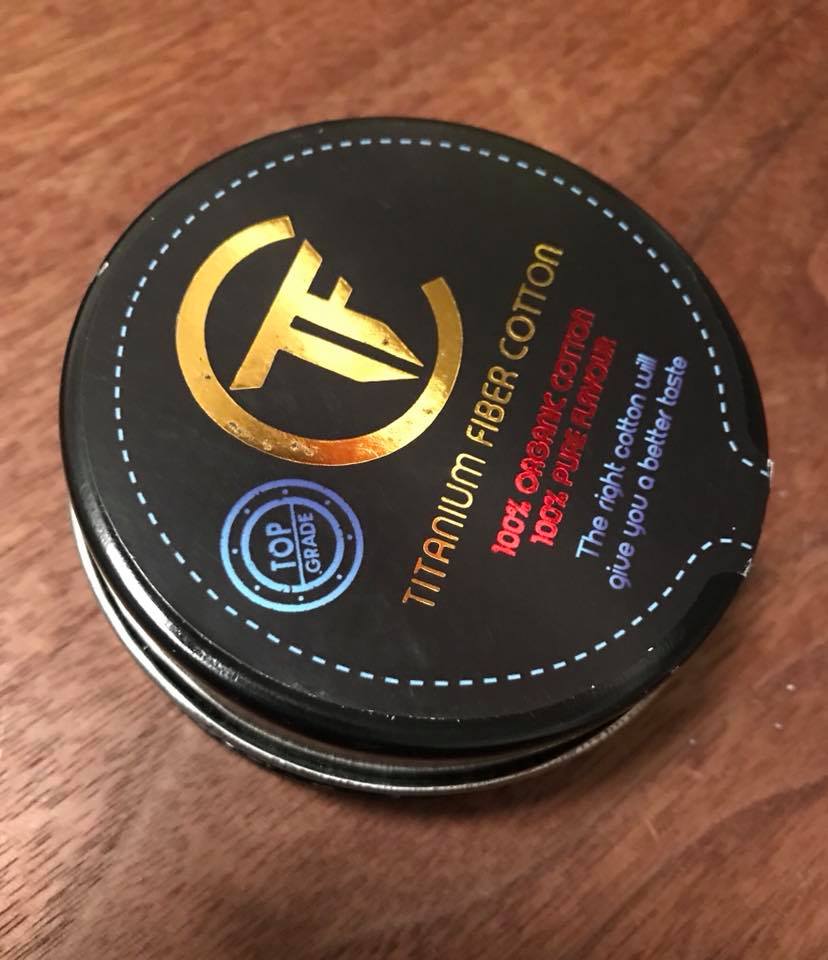 TF
TITANIUM FIBER COTTON
100% ORGANIC COTTON
100% PURE FLAVOUR
The right cotton will
give you a better taste
TOP
GRADE